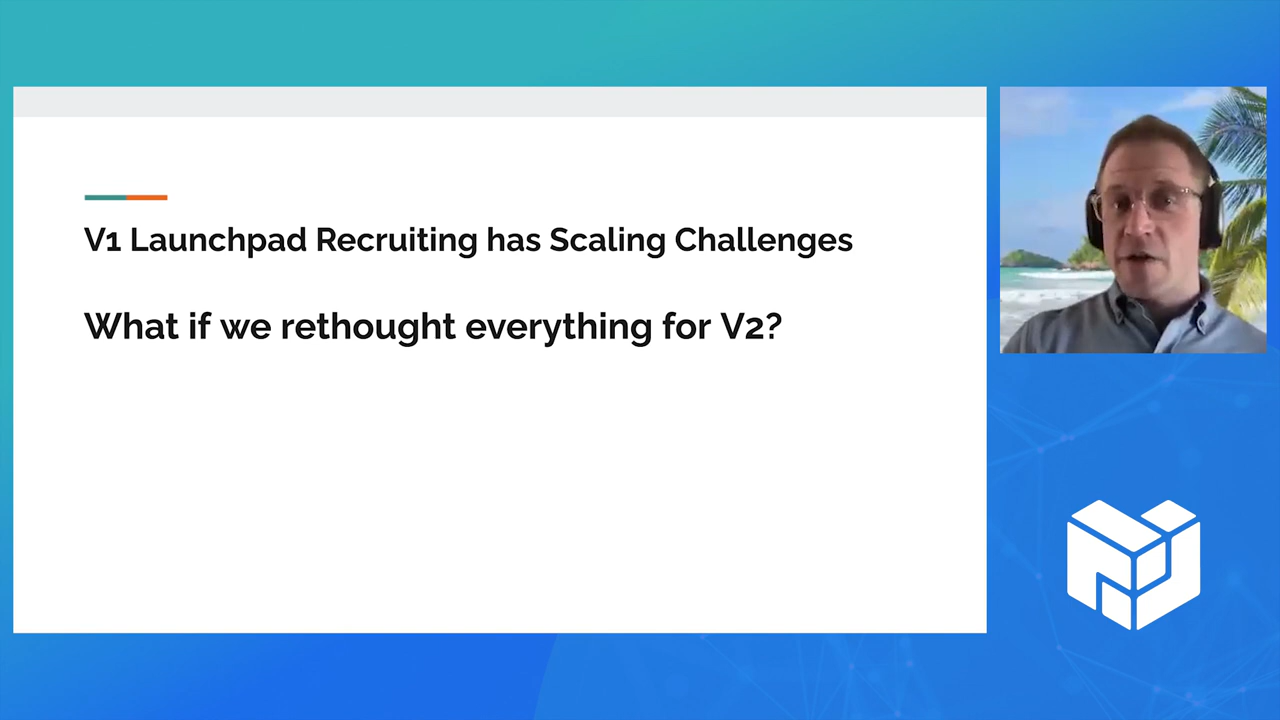 V1 Launchpad Recruiting has Scaling Challenges
What if we rethought everything for V2?